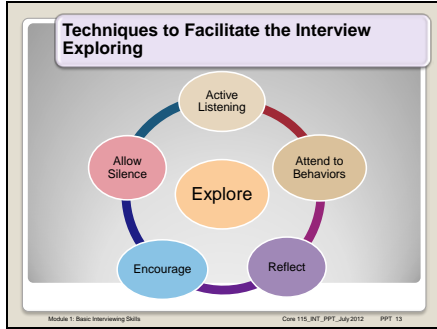 Techniques to Facilitate the Interview
Exploring
Active
Listening
Attend to
Behaviors
Reflect
Encourage
Allow
Silence
Explore
Module 1: Basic Interviewing Skills
Core 115_INT_PPT_July 2012
PPT 13